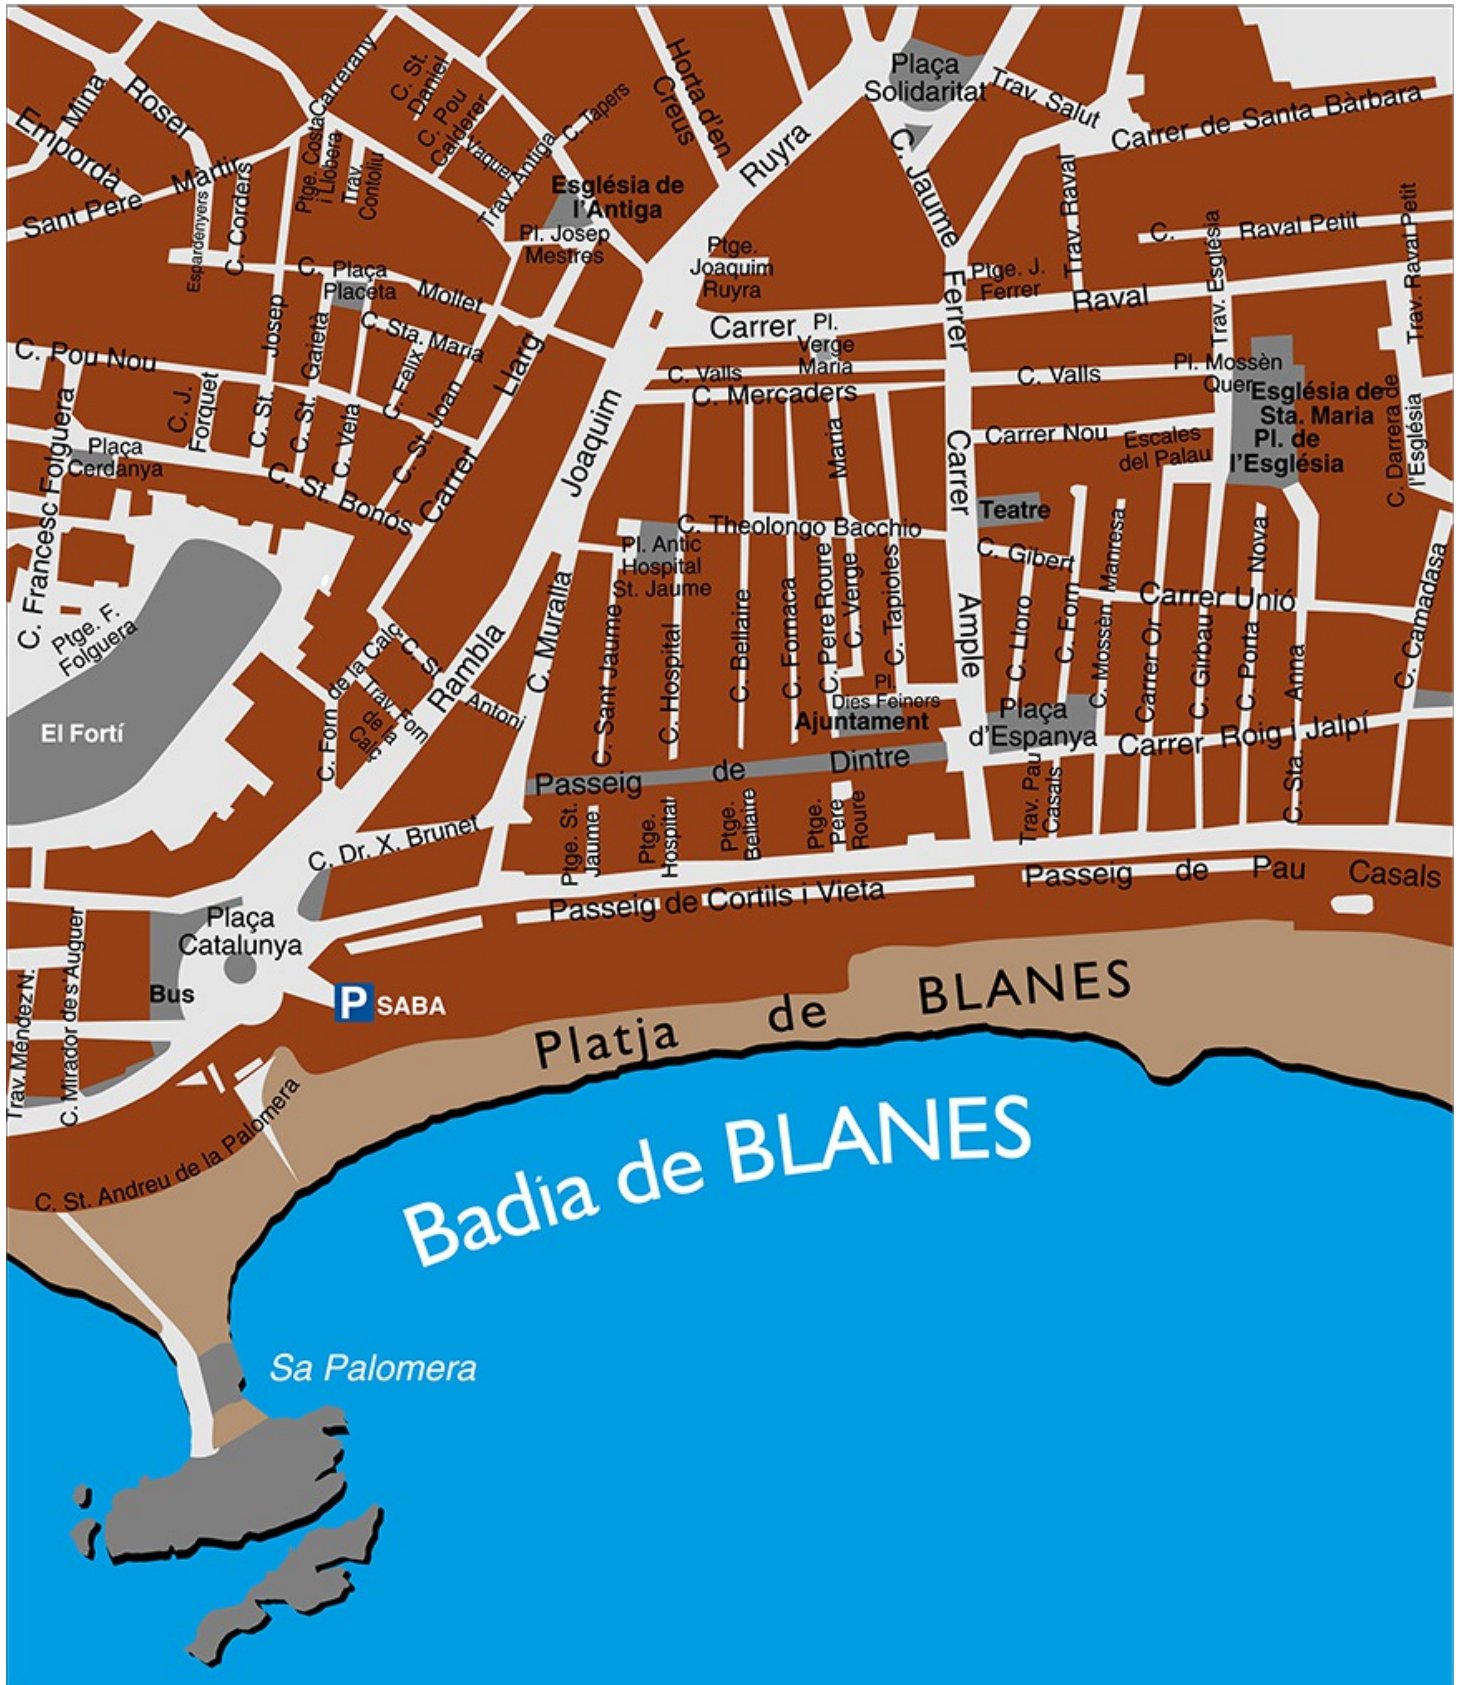 Plaça
Solidaritat
Trav. Salut
Carrer de Santa Bàrbara
Horta d'en
Creus
Ruyra
C. Jaume
Ferrer
Carrerany
C. St.
Daniel
C. Pou
Calderer
Vaquer
C. Tapers
Trav. Antiga
Mina
Roser
Empordà
Màrtir
Sant Pere
Espardenyers
C. Corders
Ptge. Costa
i Llobera
Trav.
Contoliu
Església de
l'Antiga
Pl. Josep
Mestres
Ptge.
Joaquim
Ruyra
Ptge. J.
Ferrer
Trav. Raval
Raval
C. Raval Petit
Trav. Església
Trav. Raval Petit
C. Mollet
Plaça
Placeta
C. Sta. Maria
C. Pou Nou
C. St. Josep
C. St. Gaietà
C. Fèlix
C. Vela
C. St. Joan
Carrer Llarg
C. J.
Forquet
C. Francesc Folguera
Plaça
Cerdanya
C. St. Bonós
Carrer
Pl.
Verge
Maria
C. Valls
C. Mercaders
C. Valls
Carrer Nou
Escales
del Palau
Pl. Mossèn
Quer
Església de
Sta. Maria
Pl. de
l'Església
C. Darrera de
l'Església
Maria
C. Theolongo Bacchio
Pl. Antic
Hospital
St. Jaume
Teatre
C. Gibert
Carrer
Ample
Rambla Joaquim
C. Muralla
C. Sant Jaume
C. Hospital
C. Bellaire
C. Fornaca
C. Pere Roure
C. Verge
C. Tapioles
C. Lloro
C. Forn
C. Mossèn Manresa
Carrer Unió
Carrer Or
C. Girbau
C. Porta Nova
C. Sta. Anna
C. Camadasa
Ptge. F.
Folguera
El Fortí
C. Forn de la Calç
Trav. Forn
de la
Calç
C. St. Antoni
Pl.
Dies Feiners
Ajuntament
Plaça
d'Espanya
Carrer Roig i Jalpí
Passeig de Dintre
Ptge. St.
Jaume
Ptge.
Hospital
Ptge.
Bellaire
Ptge.
Pere
Roure
Trav. Pau
Casals
C. Dr. X. Brunet
Passeig de Cortils i Vieta
Passeig de Pau Casals
Plaça
Catalunya
Bus
P SABA
Trav. Méndez N.
C. Mirador de s'Auguer
C. St. Andreu de la Palomera
Platja de BLANES
Badia de BLANES
Sa Palomera